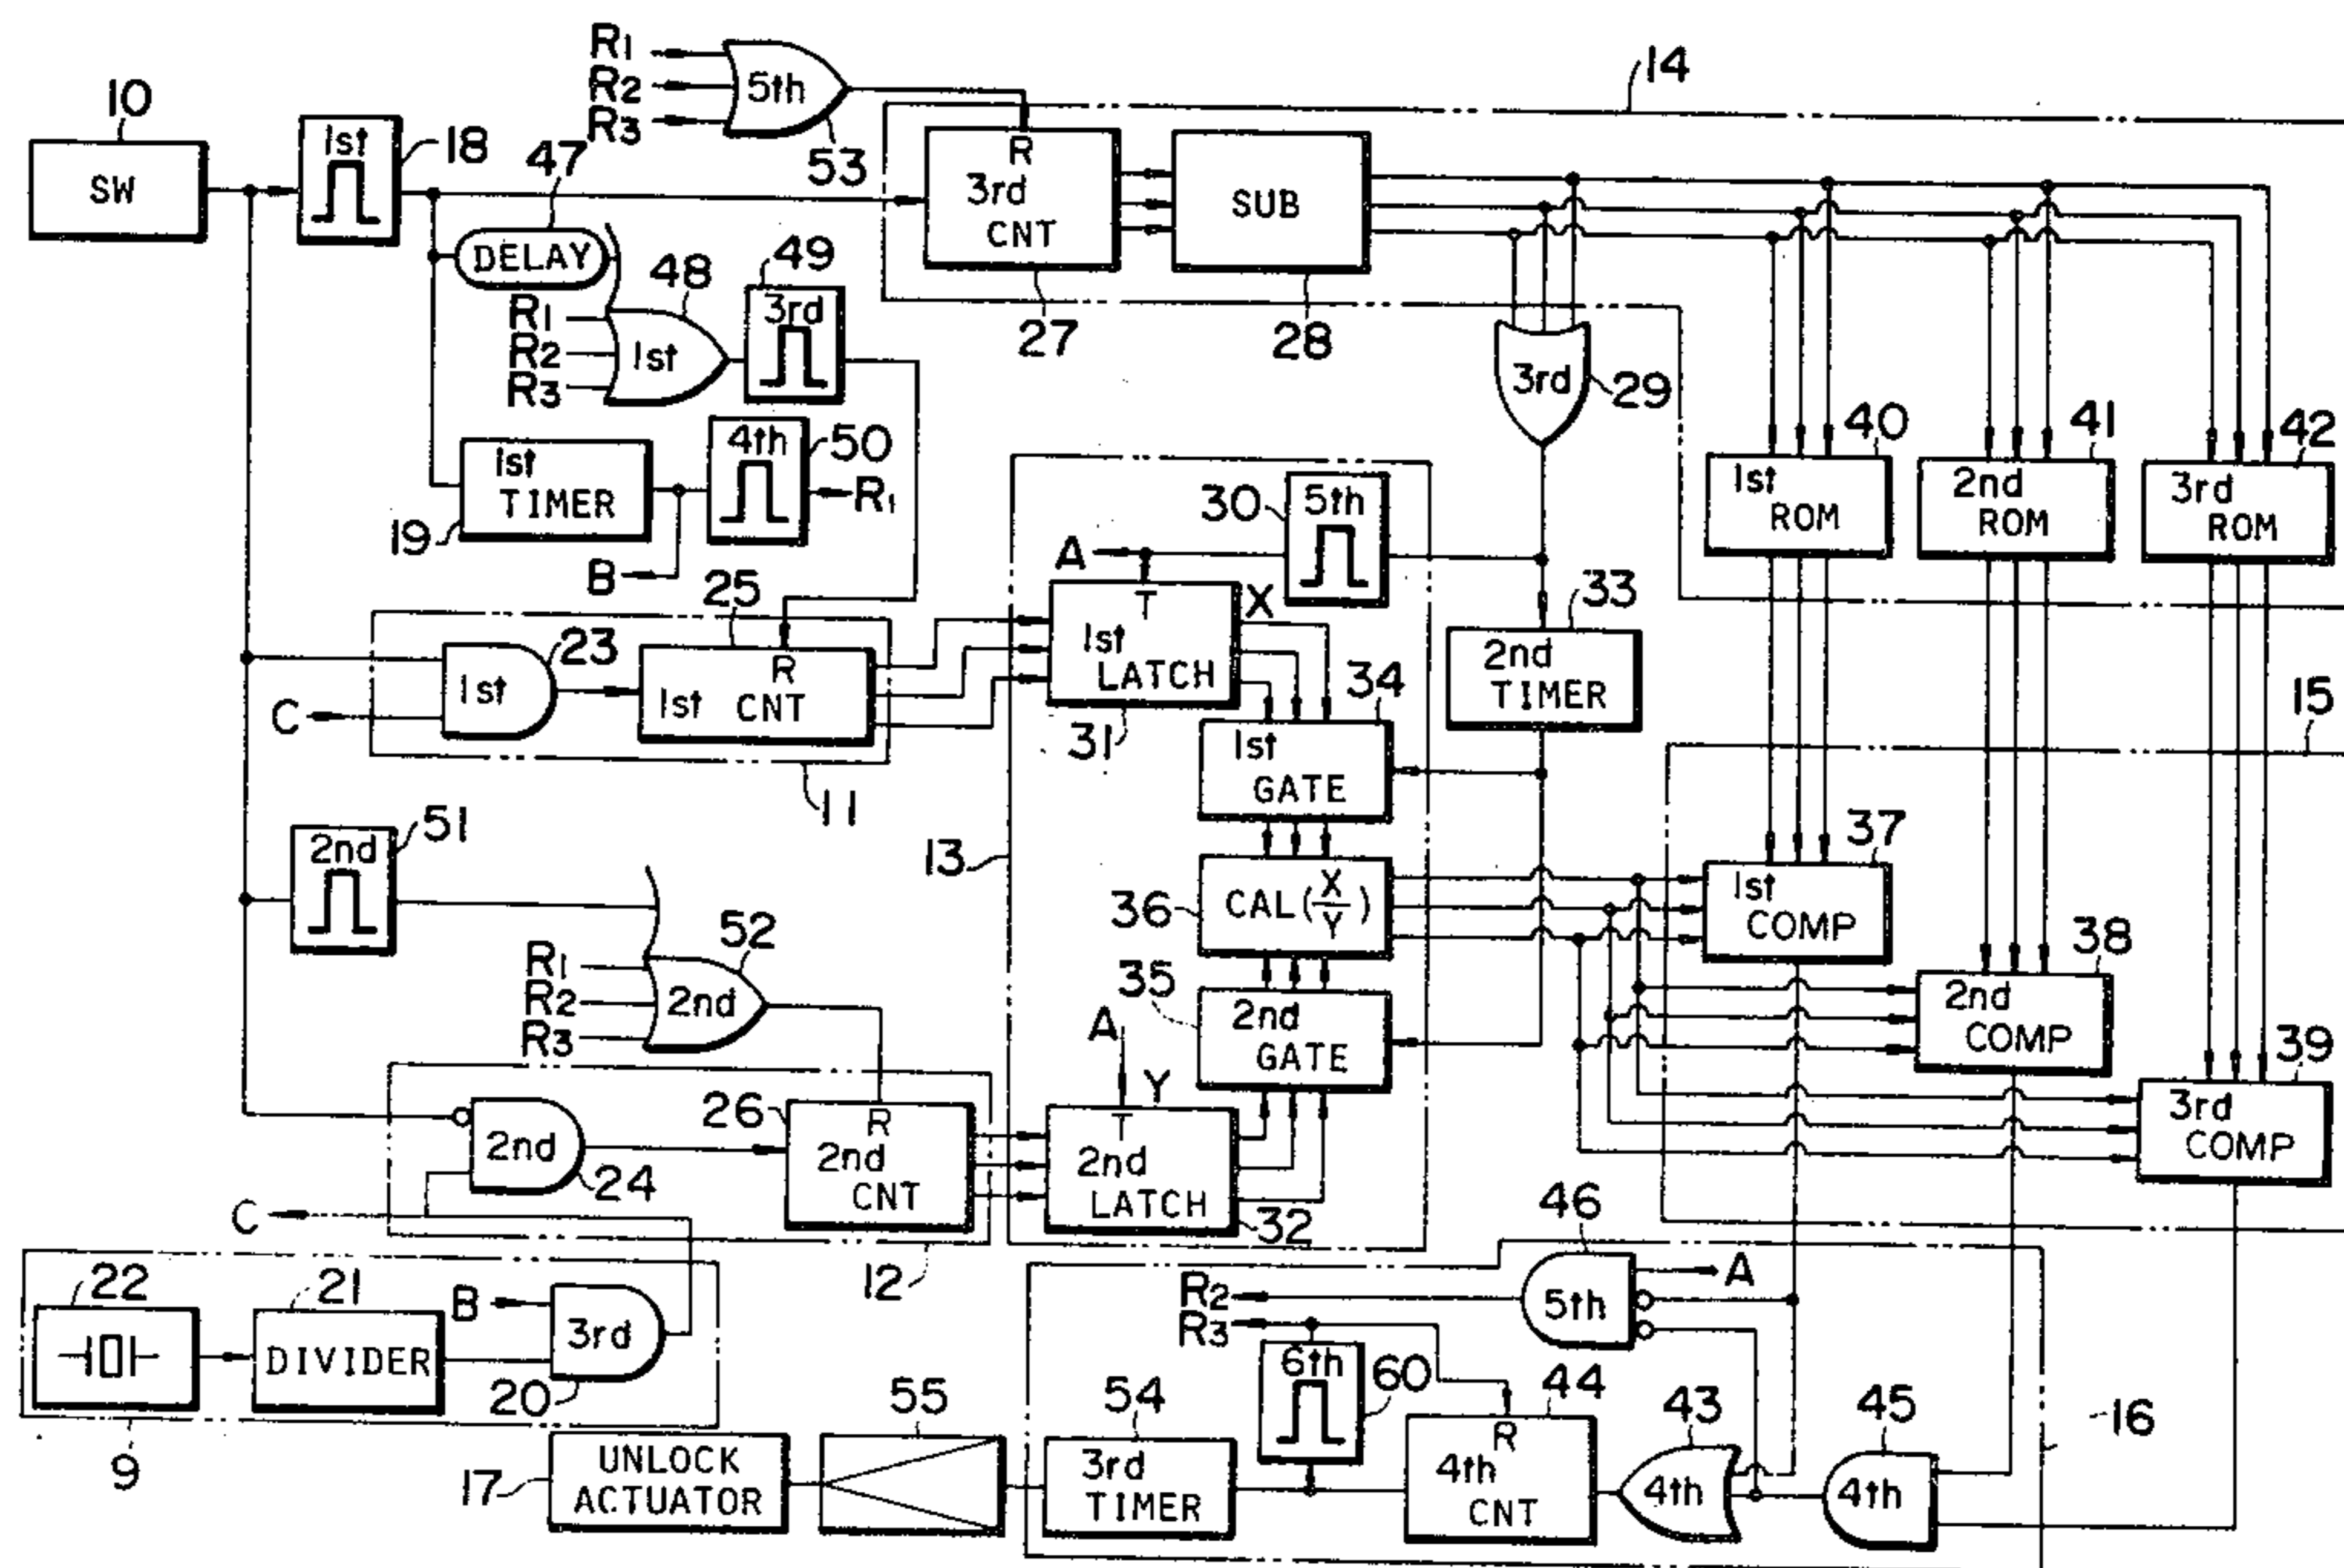 R1
R2
R3
5th
53
14
10
SW
1st
18
47
DELAY
R
3rd
CNT
27
SUB
28
48
R1
R2
R3
1st
49
3rd
3rd
29
1st
TIMER
19
4th
50
R1
B
40
1st
ROM
41
2nd
ROM
42
3rd
ROM
30
5th
A
T
X
1st
LATCH
31
33
2nd
TIMER
25
23
1st
C
R
1st CNT
11
34
1st
GATE
15
51
2nd
13
36
CAL(X/Y)
37
1st
COMP
52
R1
R2
R3
2nd
35
2nd
GATE
38
2nd
COMP
39
3rd
COMP
A
Y
26
R
2nd
CNT
T
2nd
LATCH
32
2nd
24
C
12
46
5th
A
R2
R3
22
21
DIVIDER
B
3rd
20
9
6th
60
44
R
4th
CNT
43
4th
45
4th
16
55
54
3rd
TIMER
17
UNLOCK
ACTUATOR